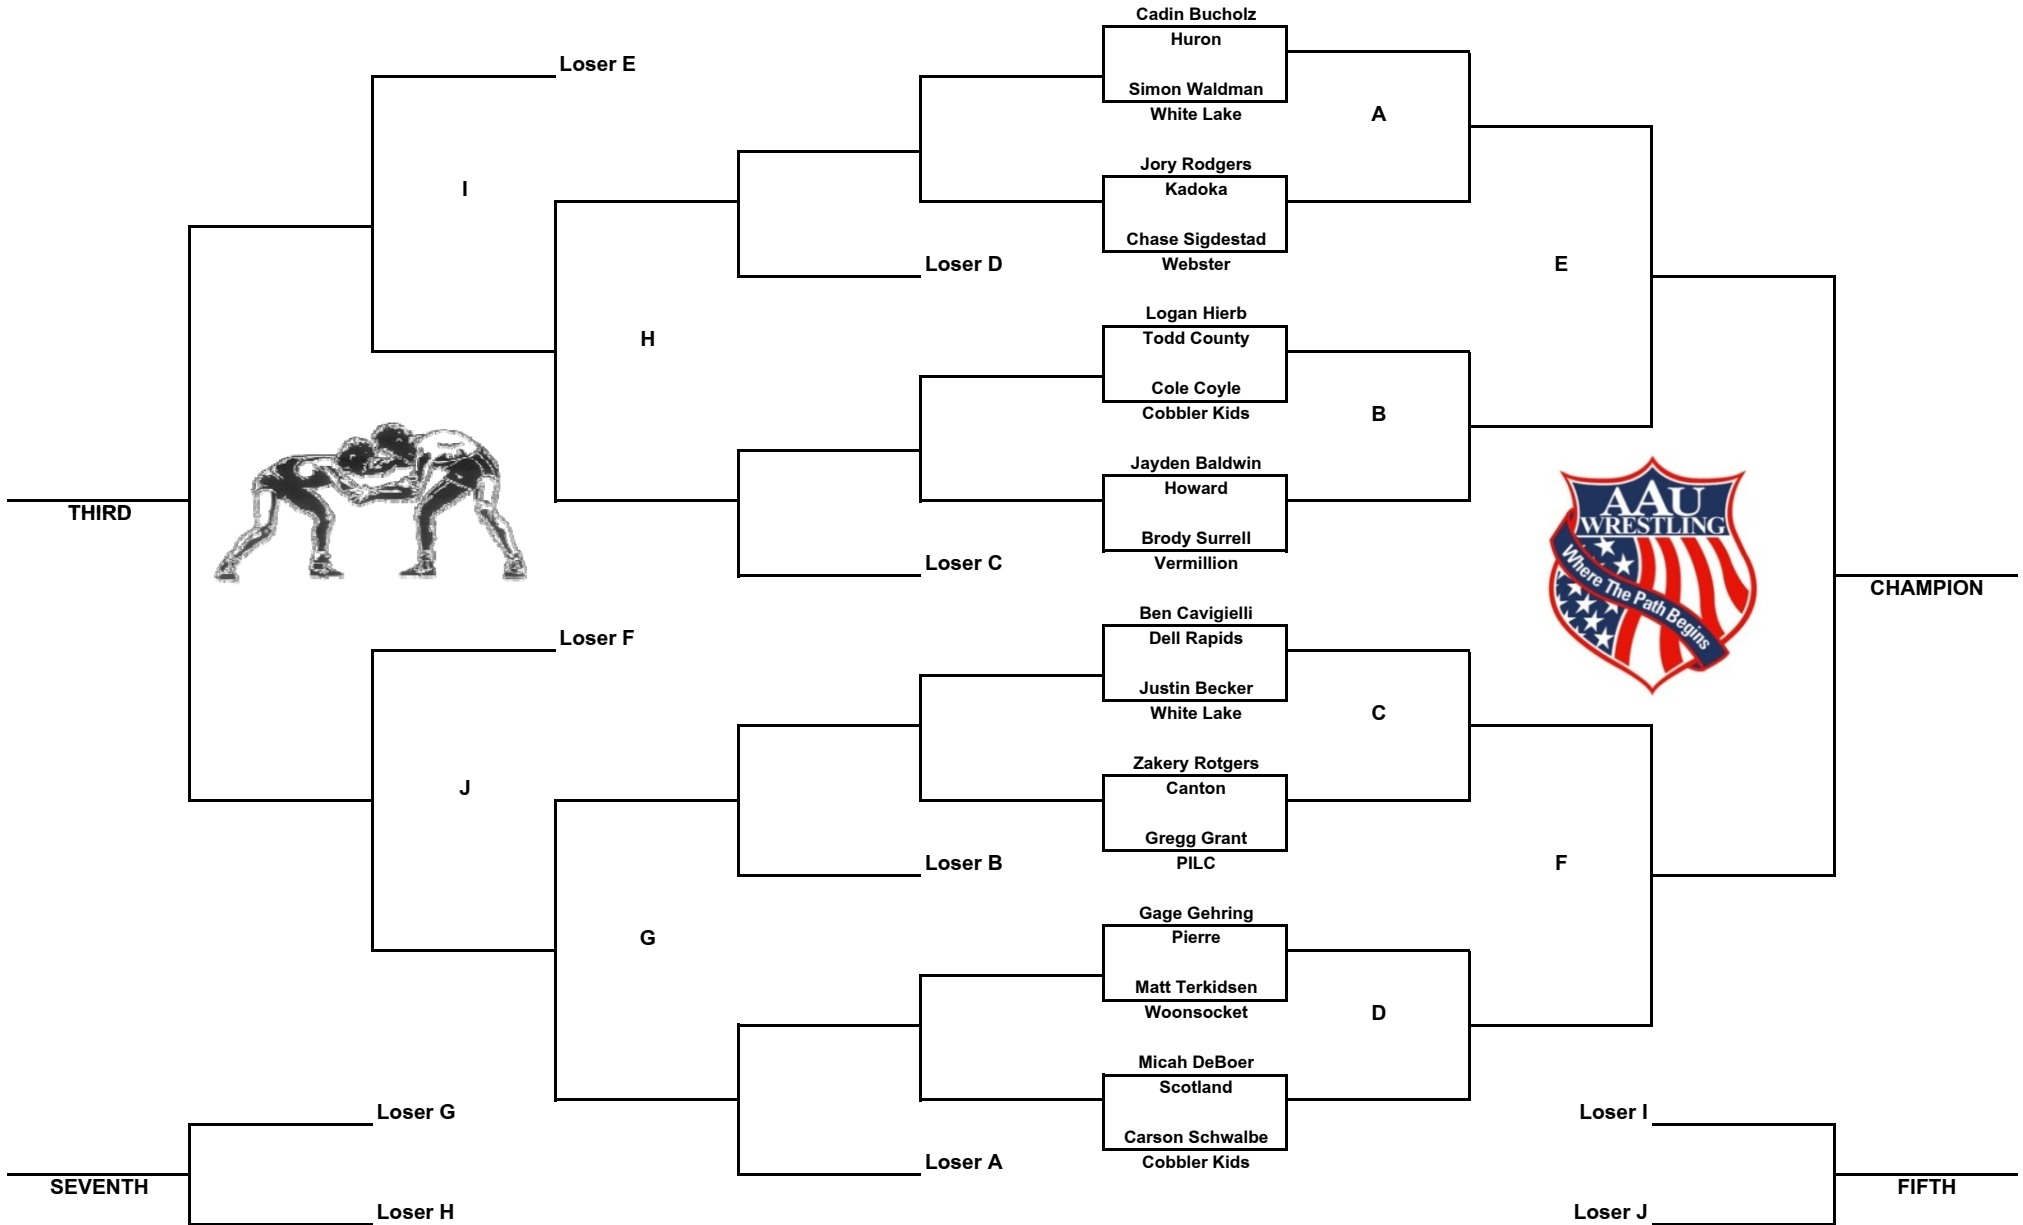 Cadin Bucholz
Huron
Loser E
Simon Waldman
White Lake
A
Jory Rodgers
Kadoka
I
Chase Sigdestad
Webster
Loser D
E
Logan Hierb
Todd County
H
Cole Coyle
Cobbler Kids
B
Jayden Baldwin
Howard
THIRD
AAU
WRESTLING
Where The Path Begins
Brody Surrell
Vermillion
Loser C
CHAMPION
Ben Cavigielli
Dell Rapids
Loser F
Justin Becker
White Lake
C
Zakery Rotgers
Canton
J
Gregg Grant
PILC
Loser B
F
Gage Gehring
Pierre
G
Matt Terkidsen
Woonsocket
D
Micah DeBoer
Scotland
Loser G
Loser I
Carson Schwalbe
Cobbler Kids
Loser A
SEVENTH
FIFTH
Loser H
Loser J